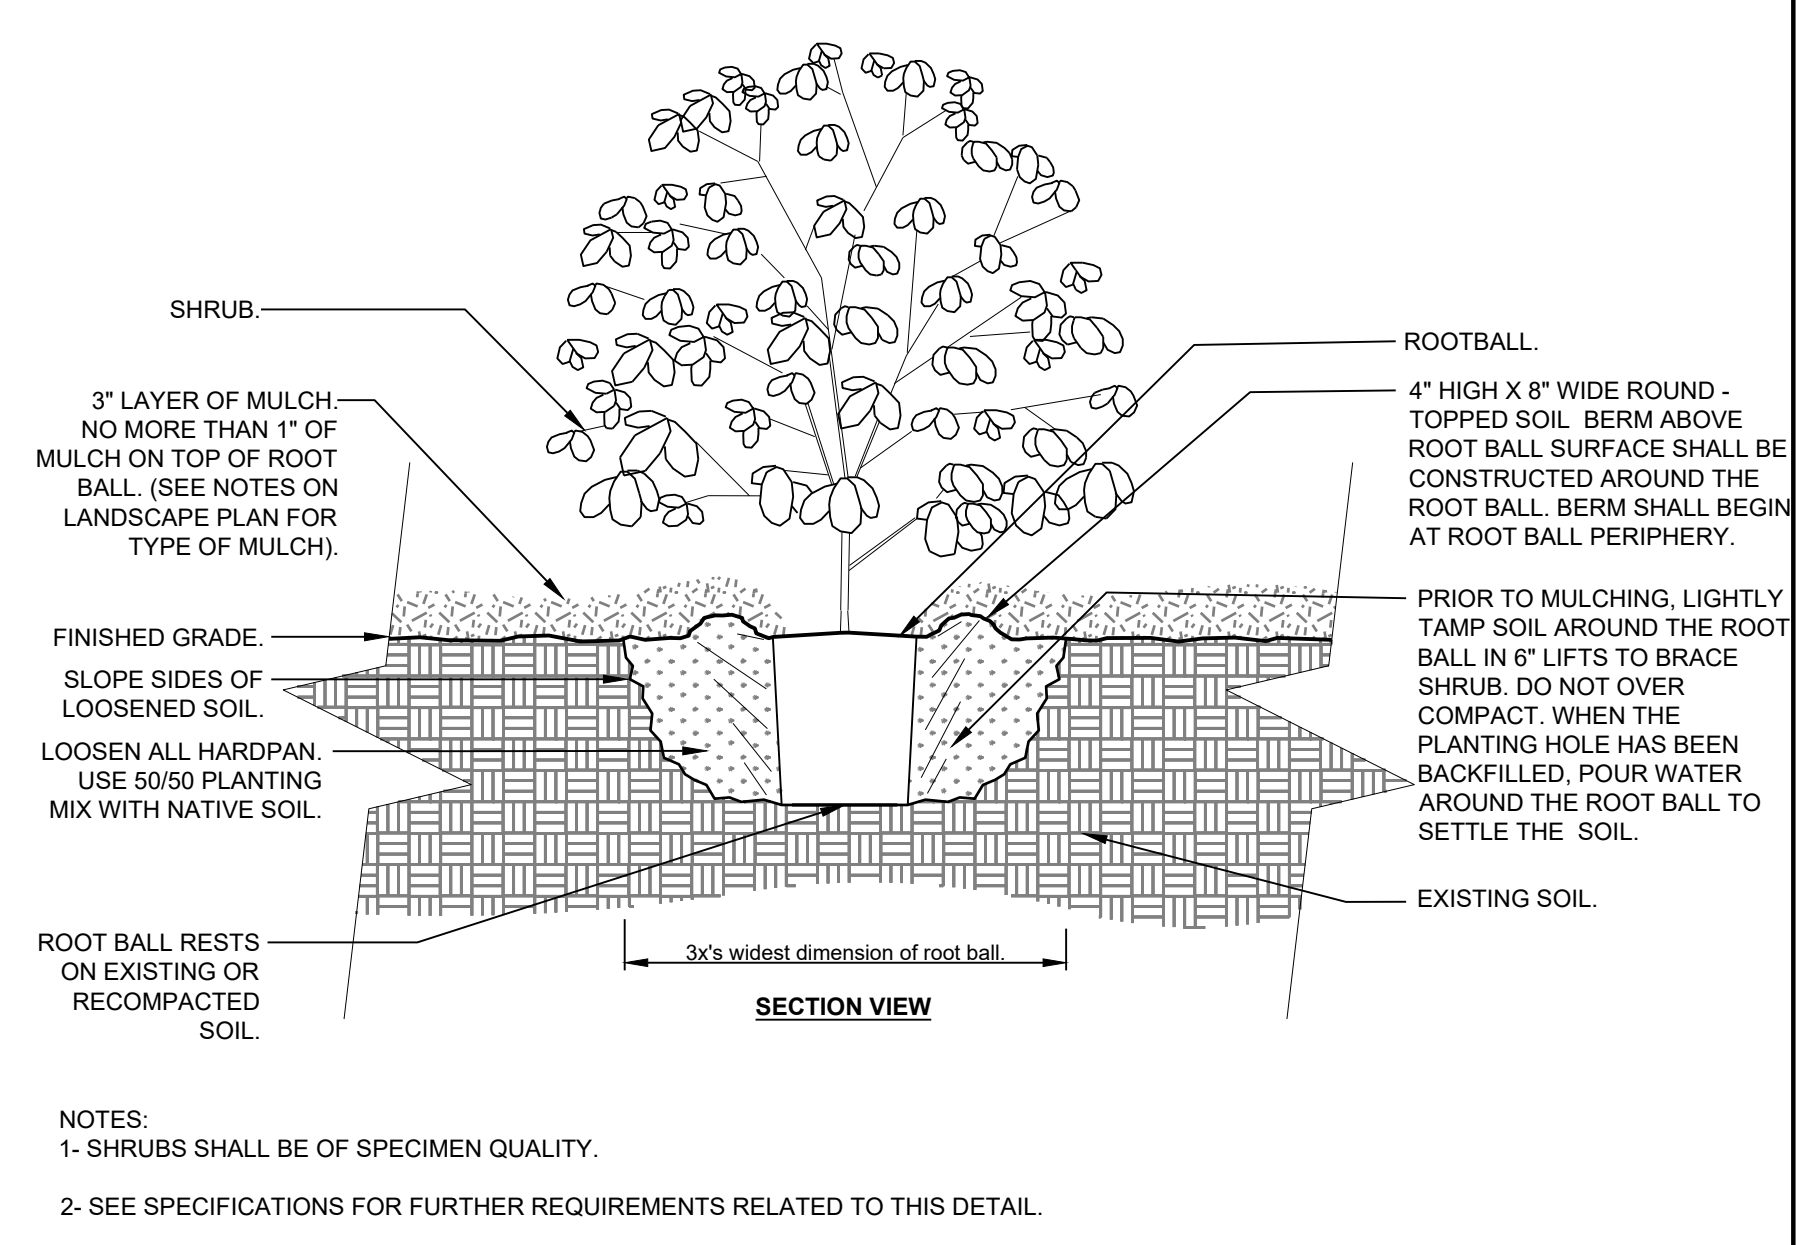 SHRUB.
3" LAYER OF MULCH.
NO MORE THAN 1" OF
MULCH ON TOP OF ROOT
BALL. (SEE NOTES ON
LANDSCAPE PLAN FOR
TYPE OF MULCH).
FINISHED GRADE.
SLOPE SIDES OF
LOOSENED SOIL.
LOOSEN ALL HARDPAN.
USE 50/50 PLANTING
MIX WITH NATIVE SOIL.
ROOT BALL RESTS
ON EXISTING OR
RECOMPACTED
SOIL.
ROOTBALL.
4" HIGH X 8" WIDE ROUND -
TOPPED SOIL  BERM ABOVE
ROOT BALL SURFACE SHALL BE
CONSTRUCTED AROUND THE
ROOT BALL. BERM SHALL BEGIN
AT ROOT BALL PERIPHERY.
PRIOR TO MULCHING, LIGHTLY
TAMP SOIL AROUND THE ROOT
BALL IN 6" LIFTS TO BRACE
SHRUB. DO NOT OVER
COMPACT. WHEN THE
PLANTING HOLE HAS BEEN
BACKFILLED, POUR WATER
AROUND THE ROOT BALL TO
SETTLE THE  SOIL.
EXISTING SOIL.
3x's widest dimension of root ball.
SECTION VIEW
NOTES:
1- SHRUBS SHALL BE OF SPECIMEN QUALITY.
2- SEE SPECIFICATIONS FOR FURTHER REQUIREMENTS RELATED TO THIS DETAIL.